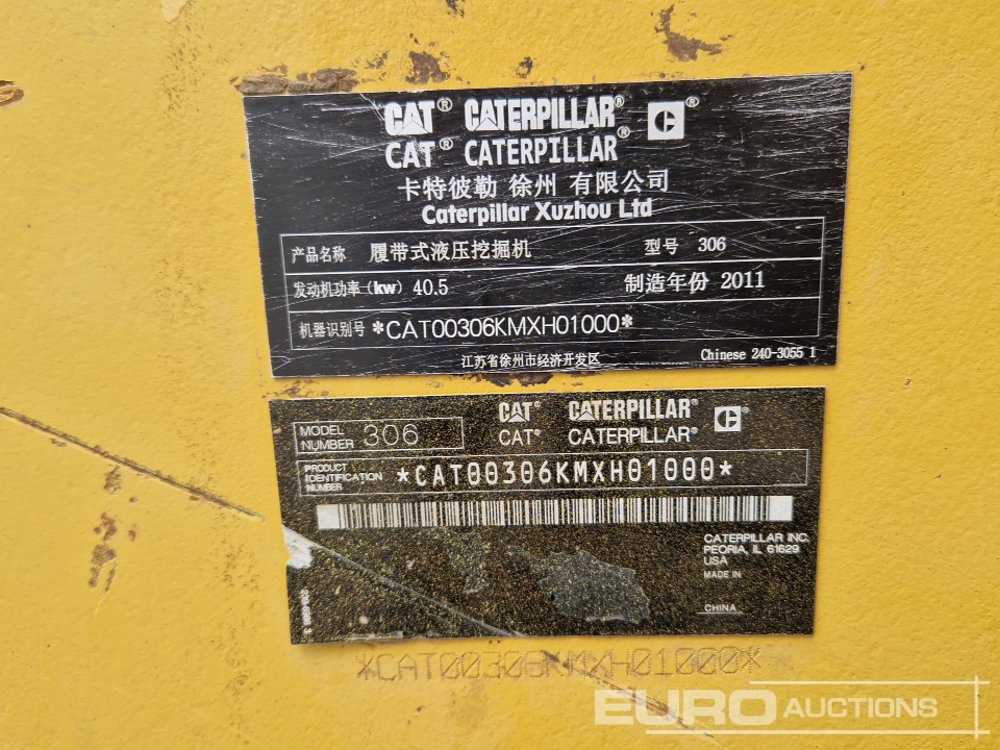 CAT® CATERPILLAR® C®
CAT® CATERPILLAR®
卡特彼勒 徐州 有限公司
Caterpillar Xuzhou Ltd
产品名称 履带式液压挖掘机 型号 306
发动机功率(kw) 40.5 制造年份 2011
机器识别号 *CAT00306KMXH01000*
江苏省徐州市经济开发区 Chinese 240-3055 1
CAT® CATERPILLAR® C®
CAT® CATERPILLAR®
MODEL
NUMBER 306
PRODUCT
IDENTIFICATION
NUMBER *CAT00306KMXH01000*
CATERPILLAR INC.
PEORIA, IL 61629
USA
MADE IN
CHINA
*CAT00306KMXH01000*
EURO AUCTIONS